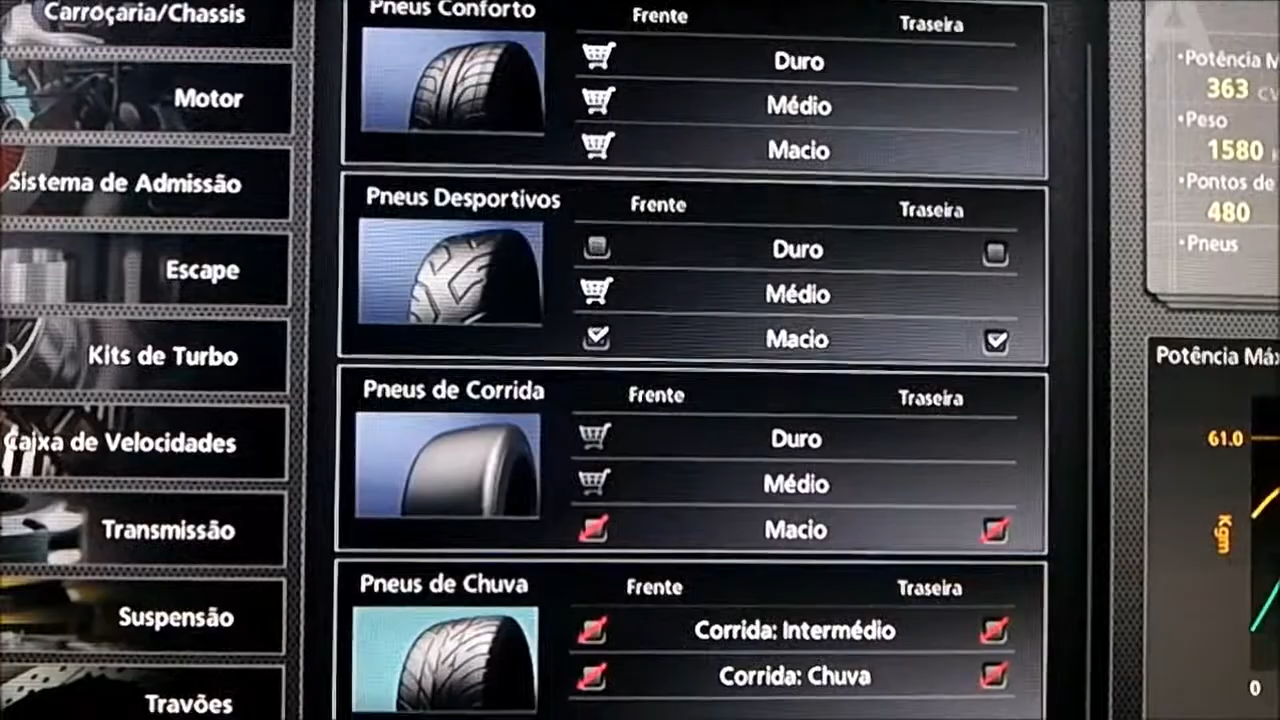 Carroçaria/Chassis
Motor
Sistema de Admissão
Escape
Kits de Turbo
Caixa de Velocidades
Transmissão
Suspensão
Travões
Pneus Conforto
Frente
Traseira
Duro
Médio
Macio
Pneus Desportivos
Frente
Traseira
Duro
Médio
Macio
Pneus de Corrida
Frente
Traseira
Duro
Médio
Macio
Pneus de Chuva
Frente
Traseira
Corrida: Intermédio
Corrida: Chuva
•Potência M
363 CV
•Peso
1580
•Pontos de
480
•Pneus
Potência Máx
61.0
Kgm
0